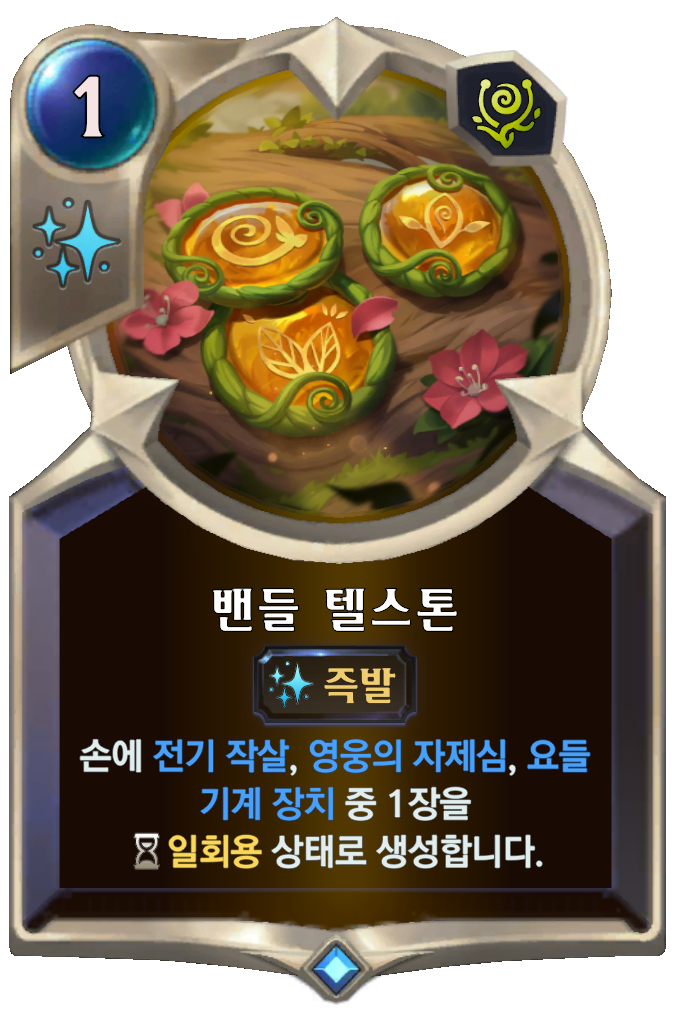 1
밴들 텔스톤
즉발
손에 전기 작살, 영웅의 자제심, 요들
기계 장치 중 1장을
일회용 상태로 생성합니다.